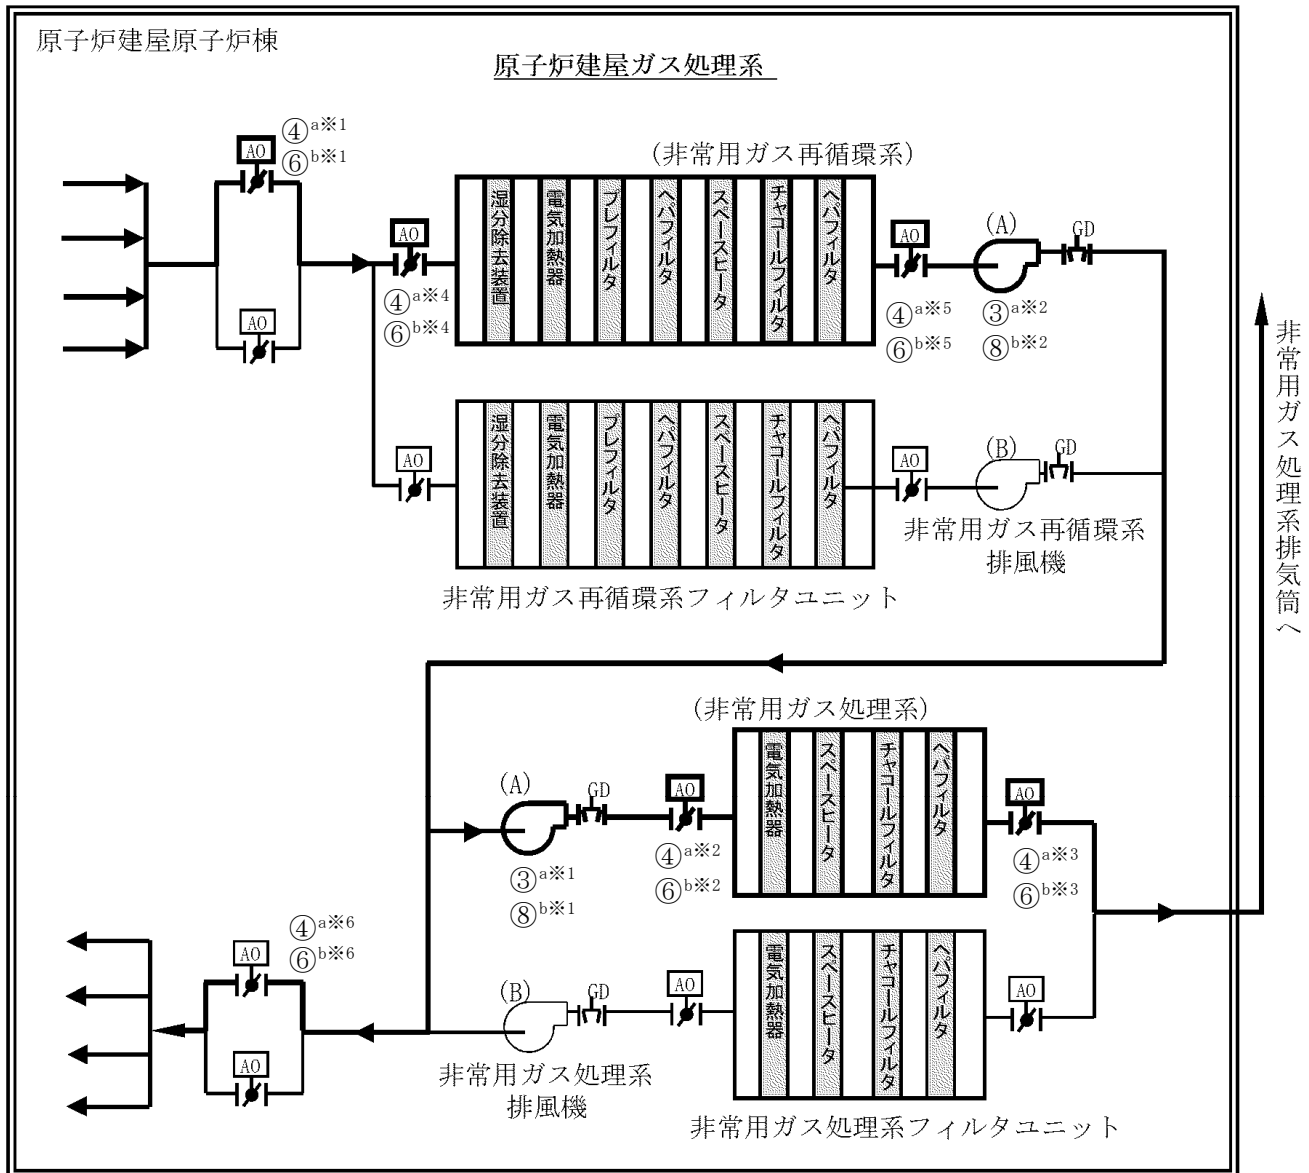 原子炉建屋原子炉棟
原子炉建屋ガス処理系
④a※1
⑥b※1
AO
AO
(非常用ガス再循環系)
AO
④a※4
⑥b※4
湿分除去装置
電気加熱器
プレフィルタ
ヘパフィルタ
スペースヒータ
チャコールフィルタ
ヘパフィルタ
AO
④a※5
⑥b※5
(A)
③a※2
⑧b※2
GD
AO
湿分除去装置
電気加熱器
プレフィルタ
ヘパフィルタ
スペースヒータ
チャコールフィルタ
ヘパフィルタ
AO
(B)
GD
非常用ガス再循環系
排風機
非常用ガス再循環系フィルタユニット
非常用ガス処理系排気筒へ
(非常用ガス処理系)
(A)
③a※1
⑧b※1
GD
AO
④a※2
⑥b※2
電気加熱器
スペースヒータ
チャコールフィルタ
ヘパフィルタ
AO
④a※3
⑥b※3
④a※6
⑥b※6
AO
AO
(B)
GD
AO
電気加熱器
スペースヒータ
チャコールフィルタ
ヘパフィルタ
AO
非常用ガス処理系
排風機
非常用ガス処理系フィルタユニット